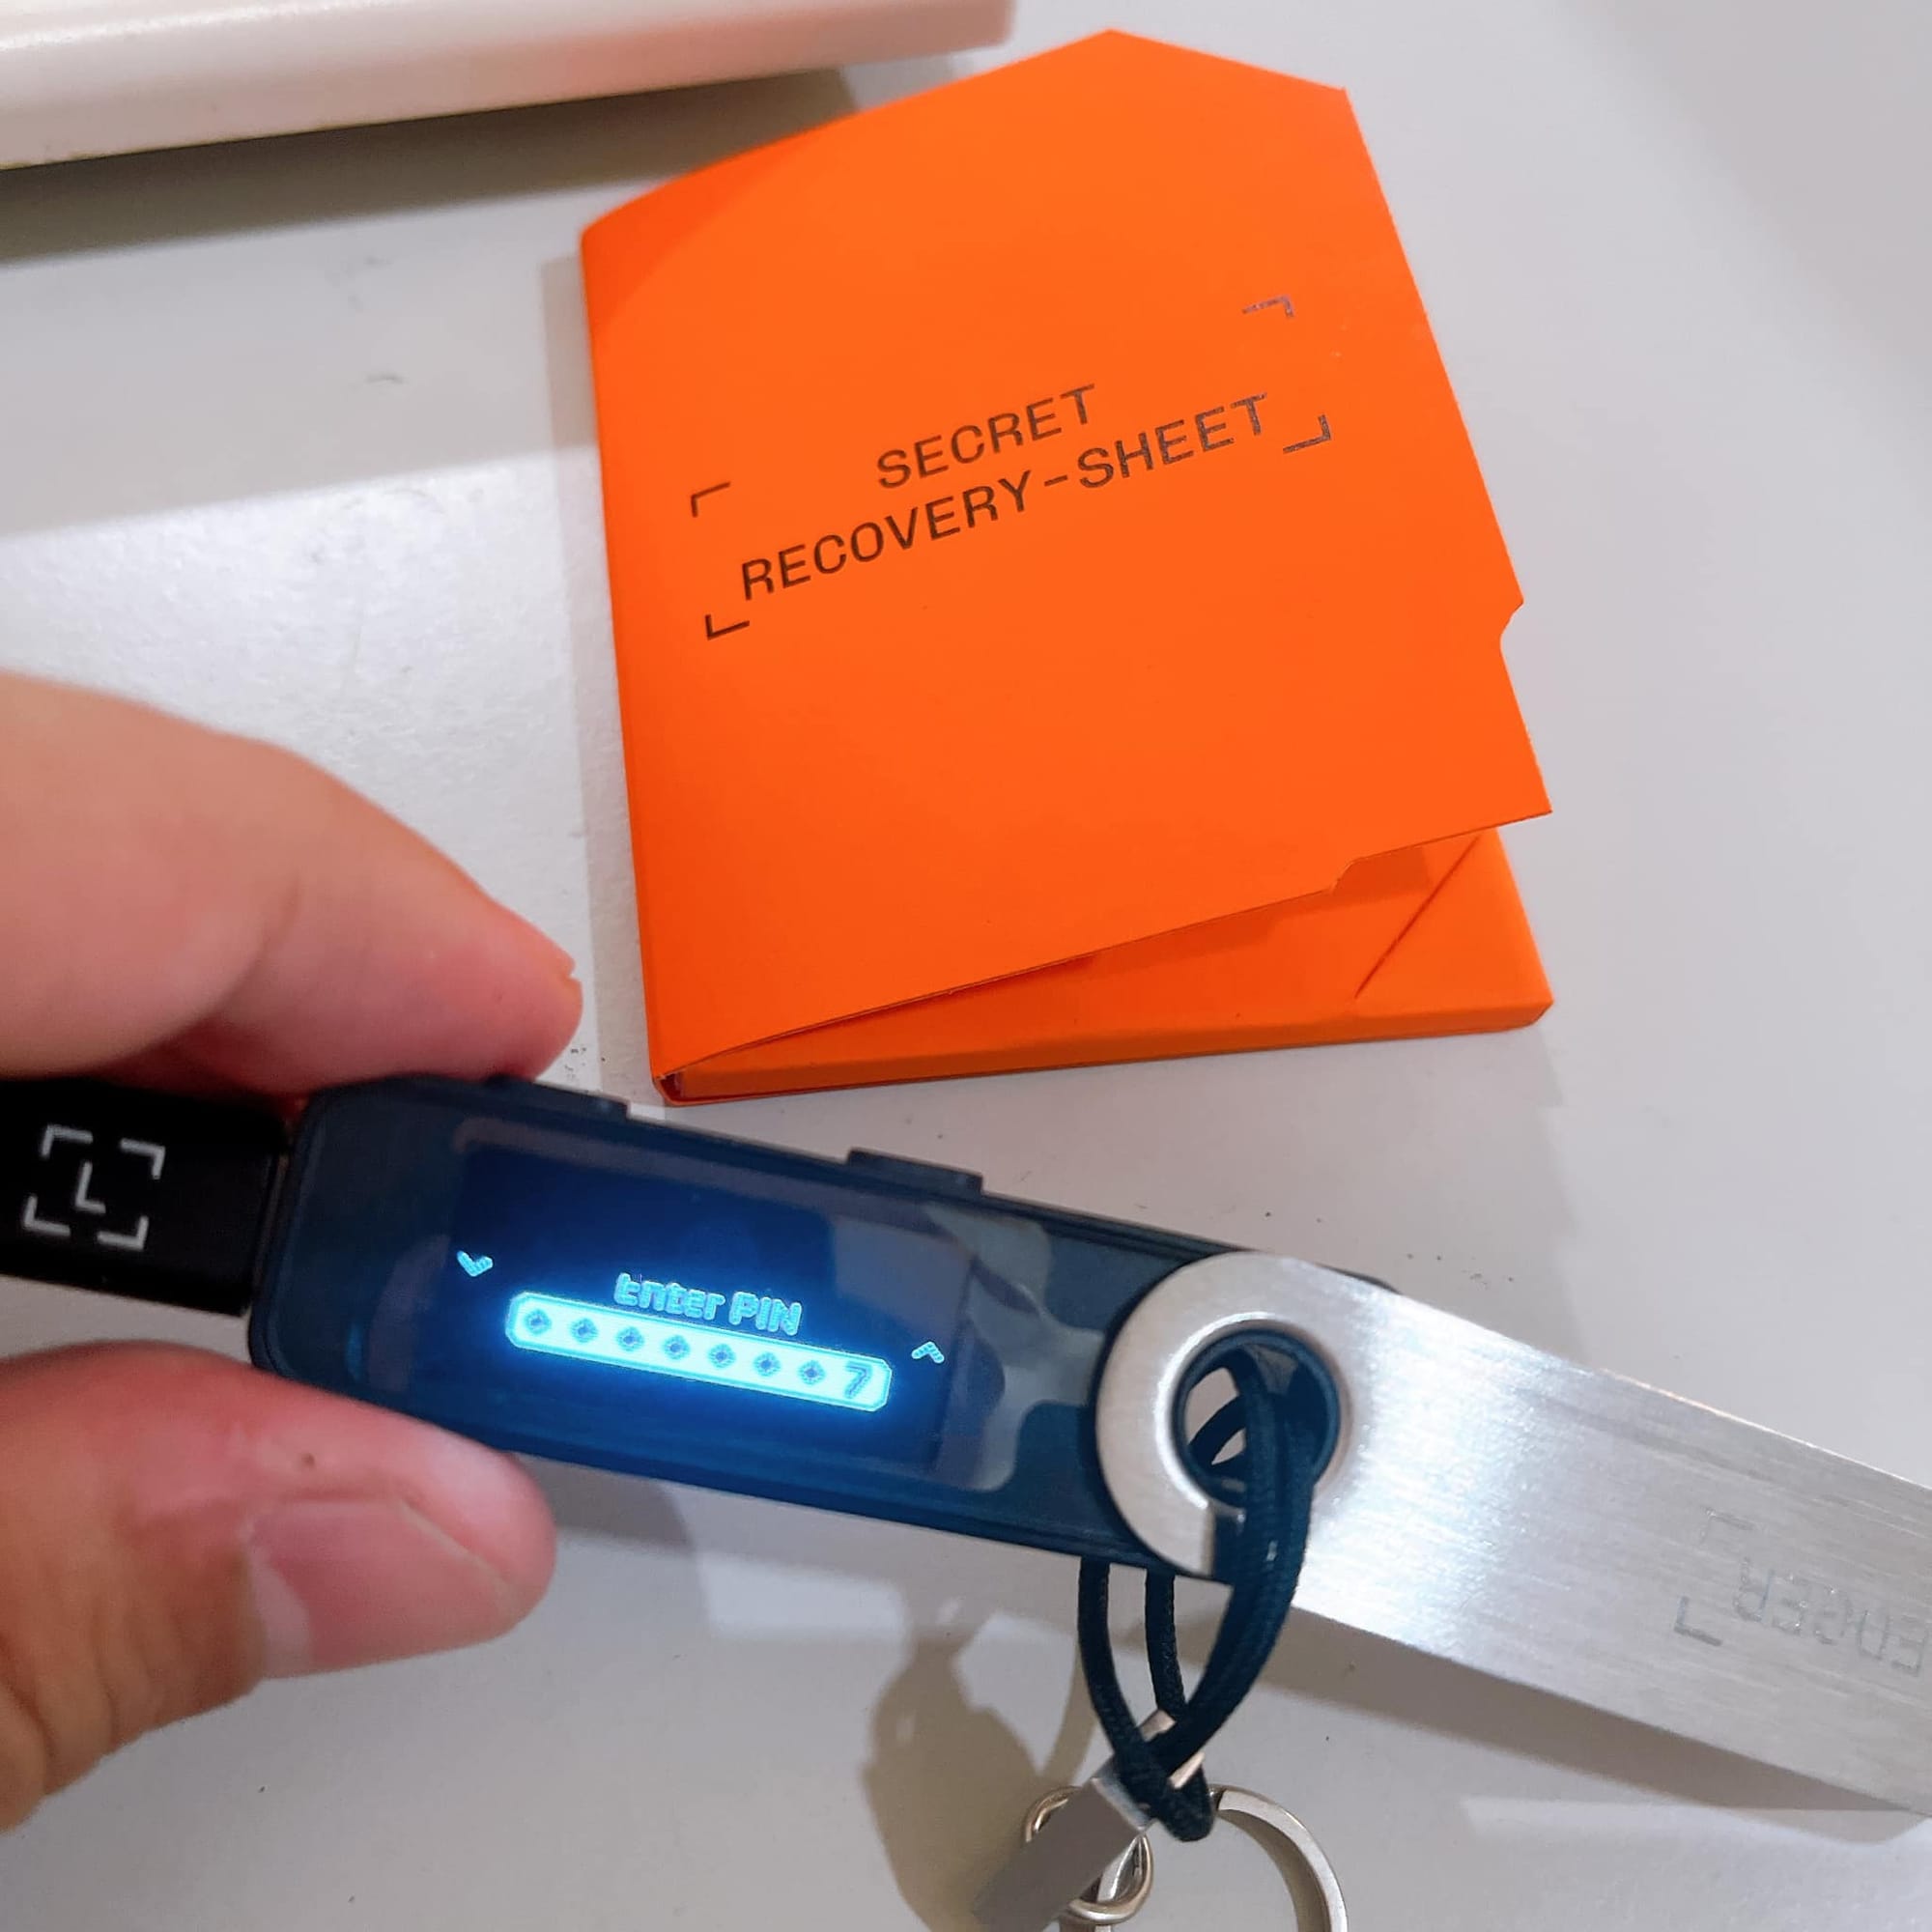 SECRET
RECOVERY-SHEET
L
Enter PIN
7